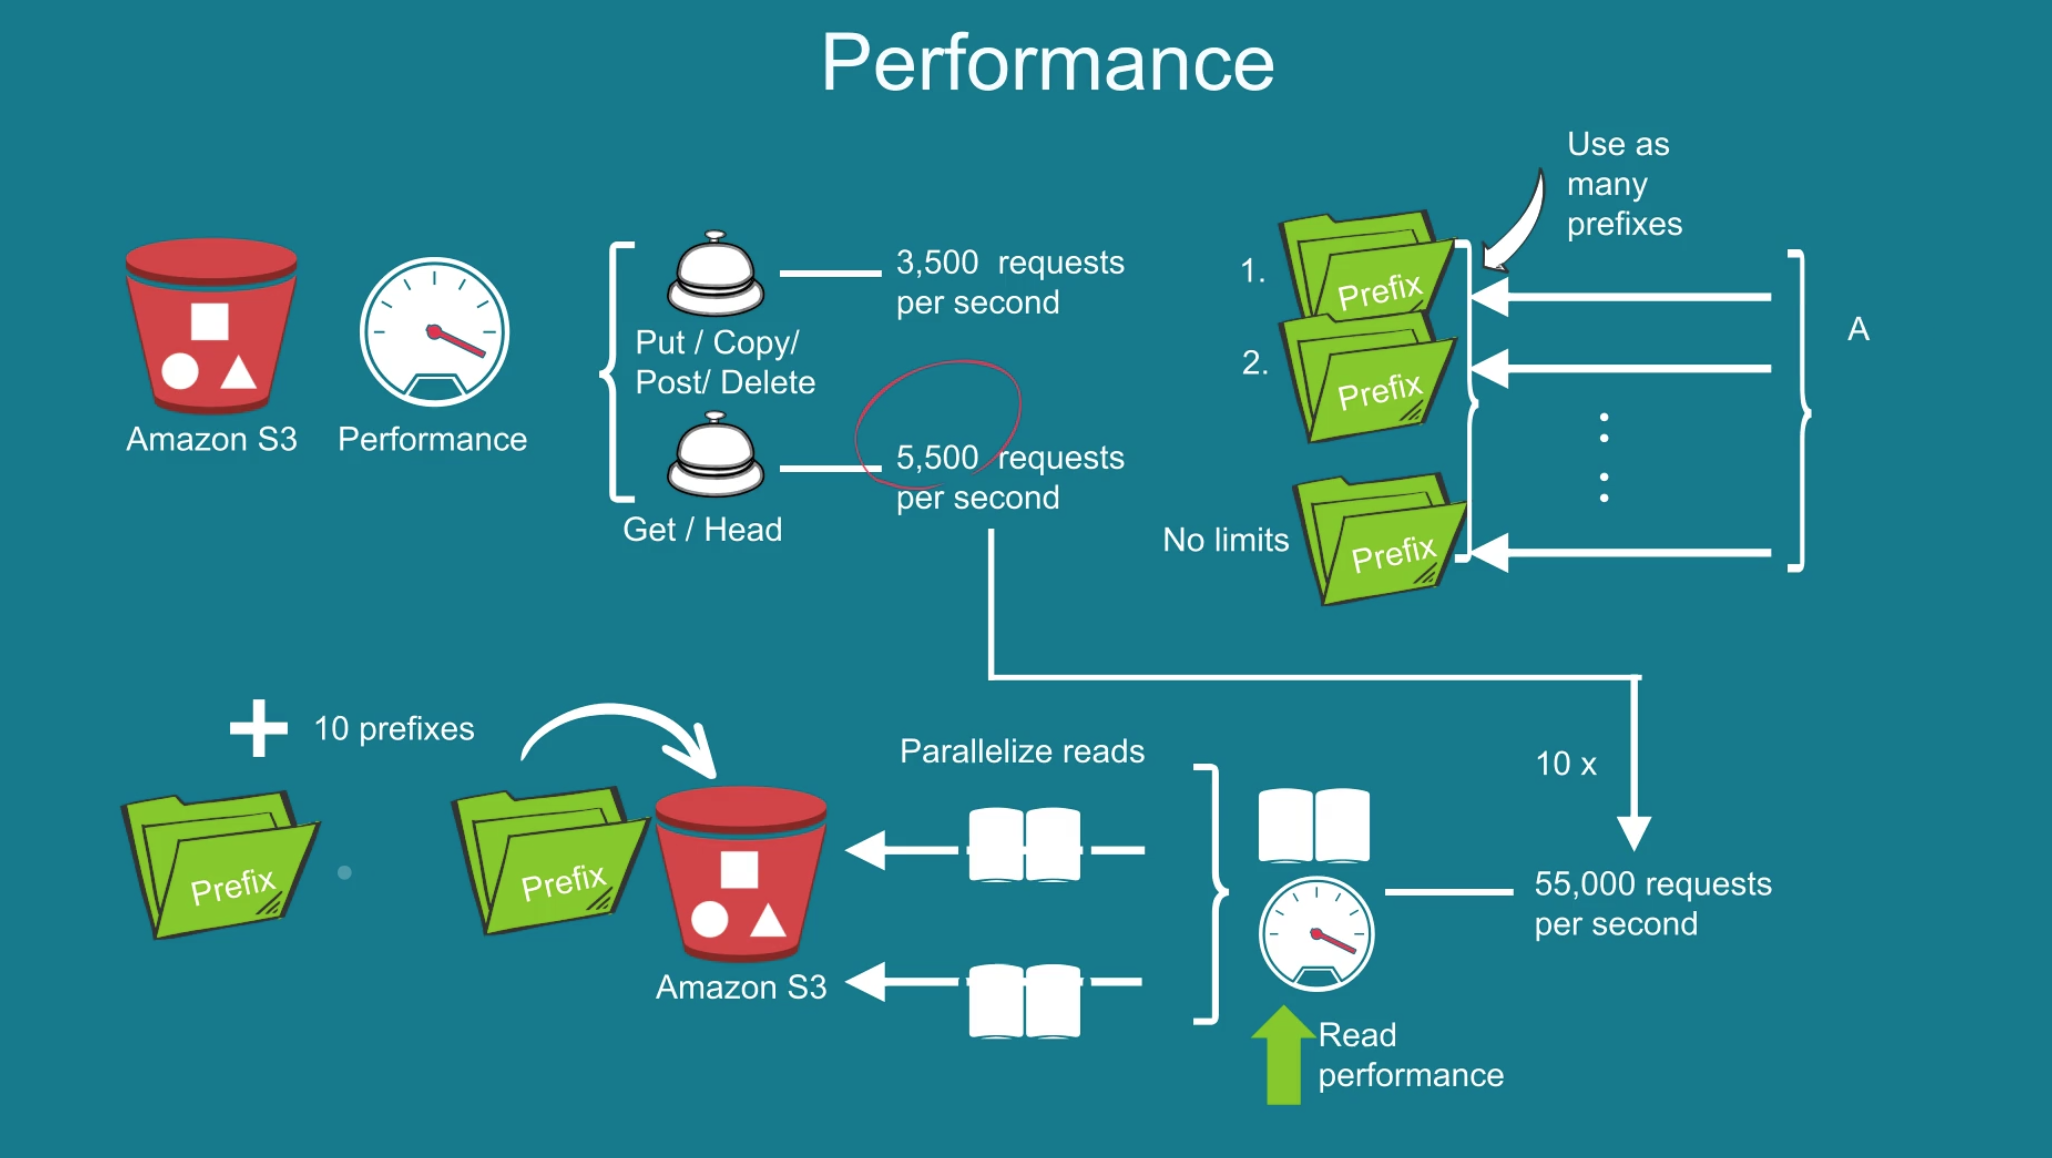 Performance
Use as
many
prefixes
3,500 requests
per second
1.
Prefix
Put / Copy/
Post/ Delete
A
2.
Prefix
Amazon S3
Performance
5,500 requests
per second
Get / Head
No limits
Prefix
10 prefixes
Parallelize reads
10 x
Prefix
Prefix
55,000 requests
per second
Amazon S3
Read
performance